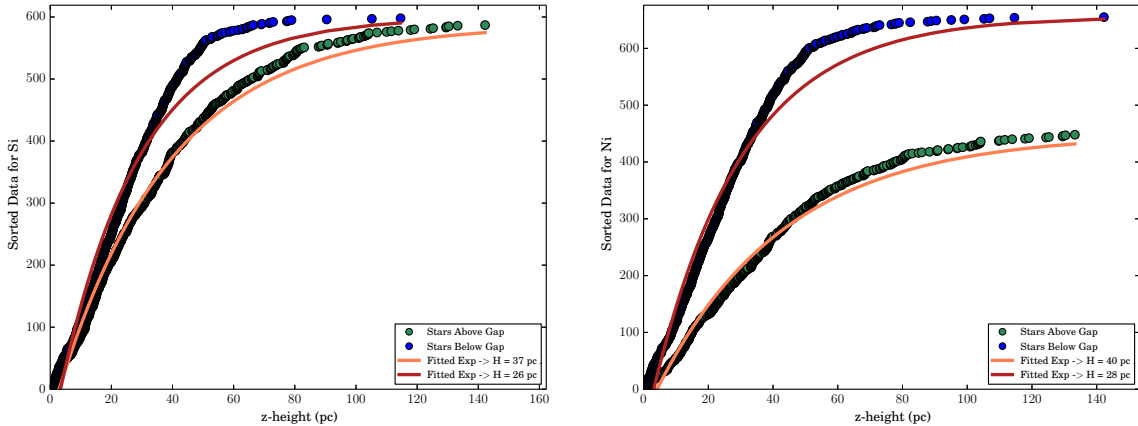 600
500
400
300
200
100
0
Sorted Data for Si
0 20 40 60 80 100 120 140 160
z-height (pc)
Stars Above Gap
Stars Below Gap
Fitted Exp -> H = 37 pc
Fitted Exp -> H = 26 pc
600
500
400
300
200
100
0
Sorted Data for Ni
0 20 40 60 80 100 120 140
z-height (pc)
Stars Above Gap
Stars Below Gap
Fitted Exp -> H = 40 pc
Fitted Exp -> H = 28 pc